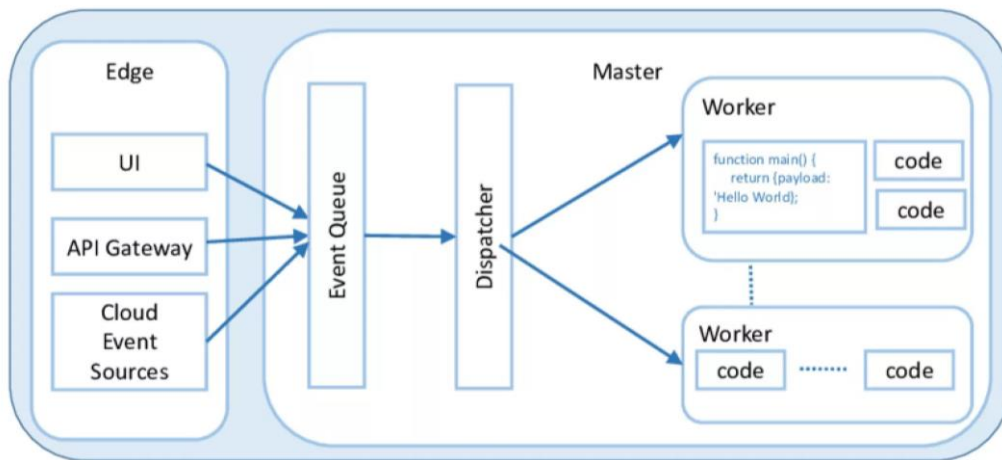 Edge
UI
API Gateway
Cloud
Event
Sources
Master
Event Queue
Dispatcher
Worker
function main() {
return {payload:
'Hello World};
}
code
code
Worker
code
code